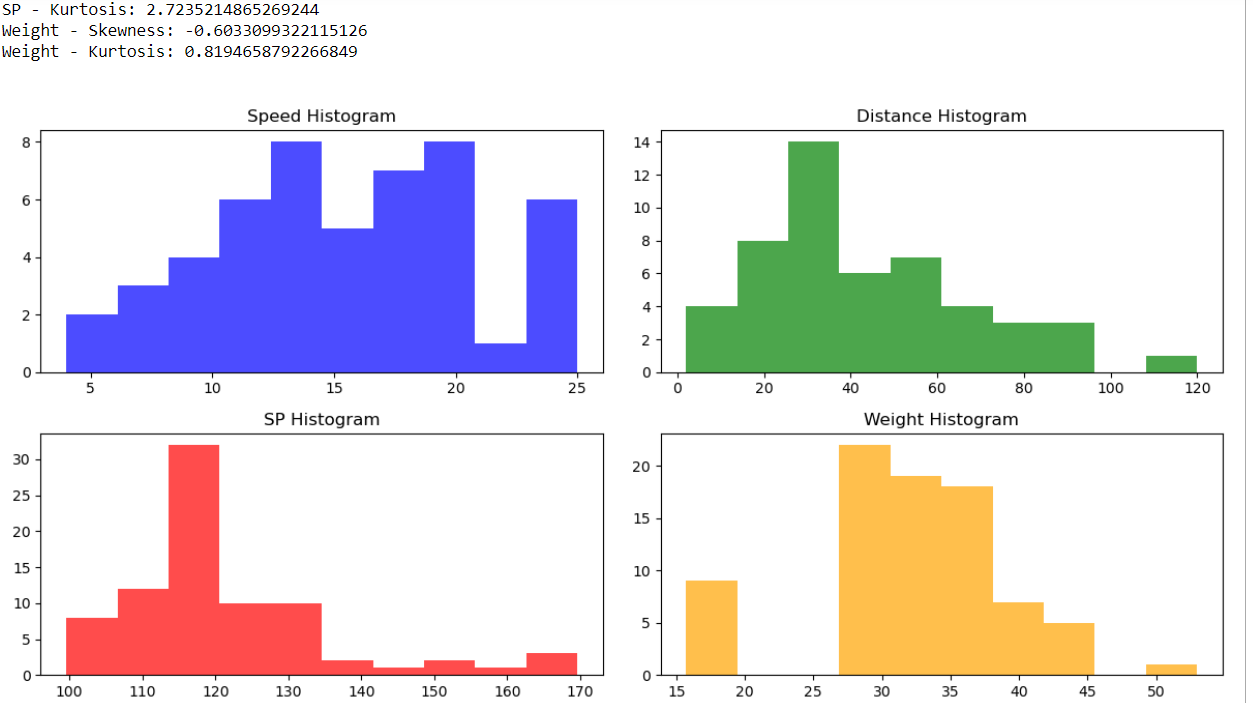 SP - Kurtosis: 2.7235214865269244
Weight - Skewness: -0.6033099322115126
Weight - Kurtosis: 0.8194658792266849
Speed Histogram
8
6
4
2
0
5 10 15 20 25
Distance Histogram
14
12
10
8
6
4
2
0
0 20 40 60 80 100 120
SP Histogram
30
25
20
15
10
5
0
100 110 120 130 140 150 160 170
Weight Histogram
20
15
10
5
0
15 20 25 30 35 40 45 50